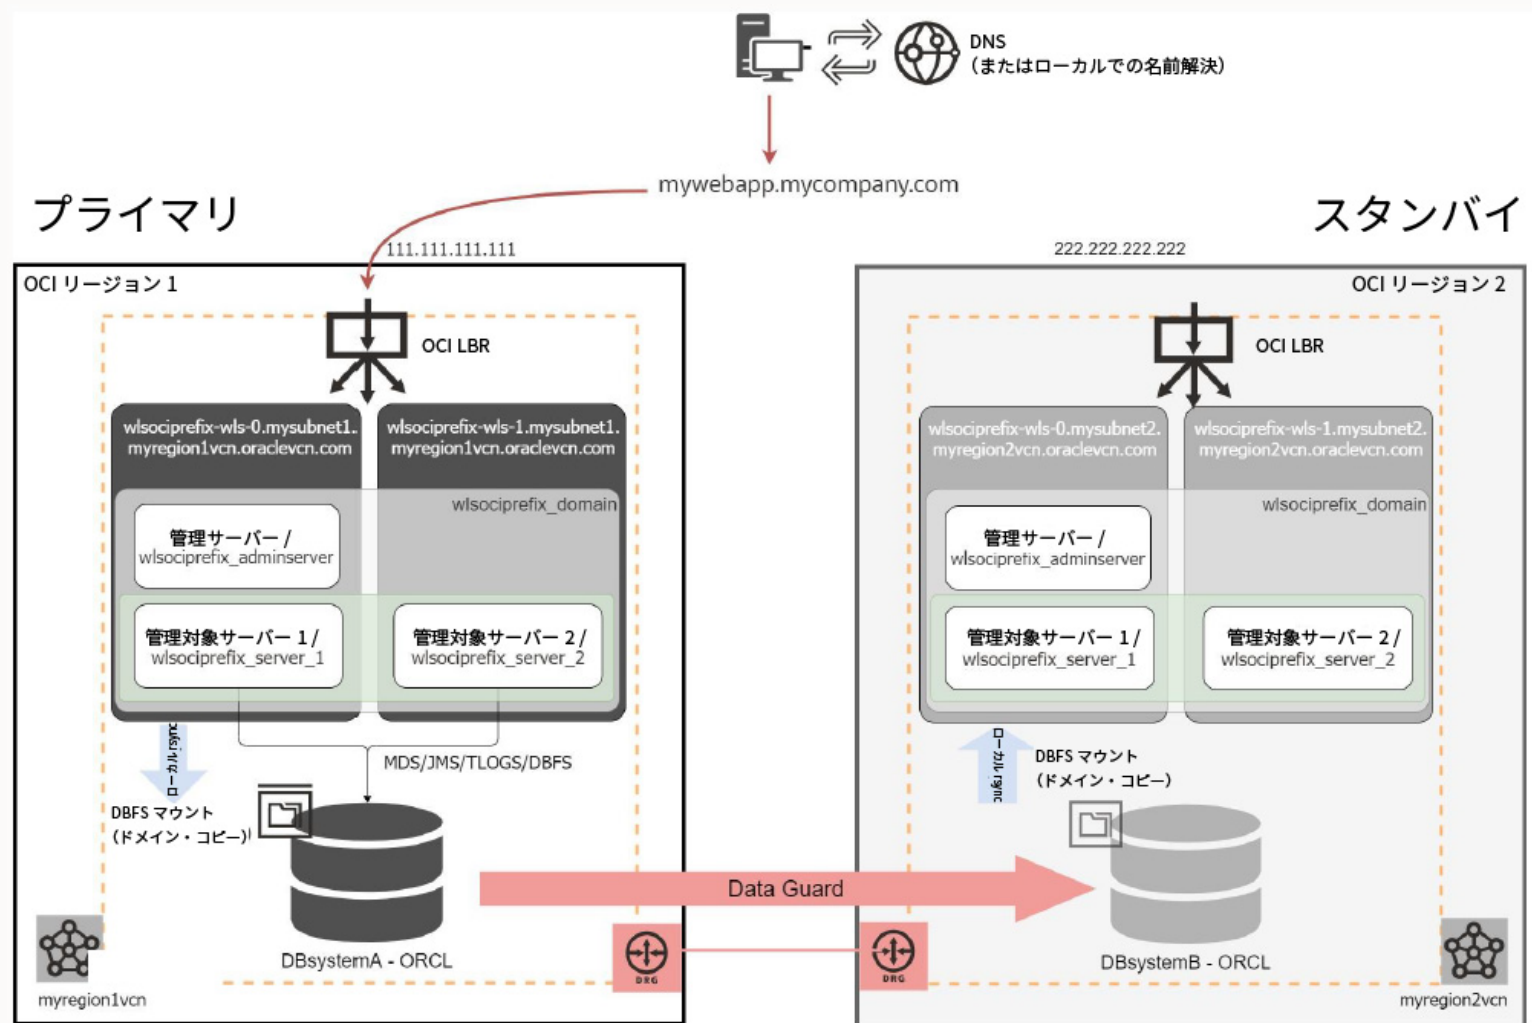 DNS
（またはローカルでの名前解決）
mywebapp.mycompany.com
プライマリ
スタンバイ
111.111.111.111
222.222.222.222
OCI リージョン 1
OCI LBR
wlsociprefix-wls-0.mysubnet1.
myregion1vcn.oraclevcn.com
wlsociprefix-wls-1.mysubnet1.
myregion1vcn.oraclevcn.com
wlsociprefix_domain
管理サーバー /
wlsociprefix_adminserver
管理対象サーバー 1 /
wlsociprefix_server_1
管理対象サーバー 2 /
wlsociprefix_server_2
ローカル rsync
MDS/JMS/TLOGS/DBFS
DBFS マウント
（ドメイン・コピー）
DBsystemA - ORCL
myregion1vcn
DRG
Data Guard
OCI リージョン 2
OCI LBR
wlsociprefix-wls-0.mysubnet2.
myregion2vcn.oraclevcn.com
wlsociprefix-wls-1.mysubnet2.
myregion2vcn.oraclevcn.com
wlsociprefix_domain
管理サーバー /
wlsociprefix_adminserver
管理対象サーバー 1 /
wlsociprefix_server_1
管理対象サーバー 2 /
wlsociprefix_server_2
ローカル rsync
DBFS マウント
（ドメイン・コピー）
DBsystemB - ORCL
DRG
myregion2vcn